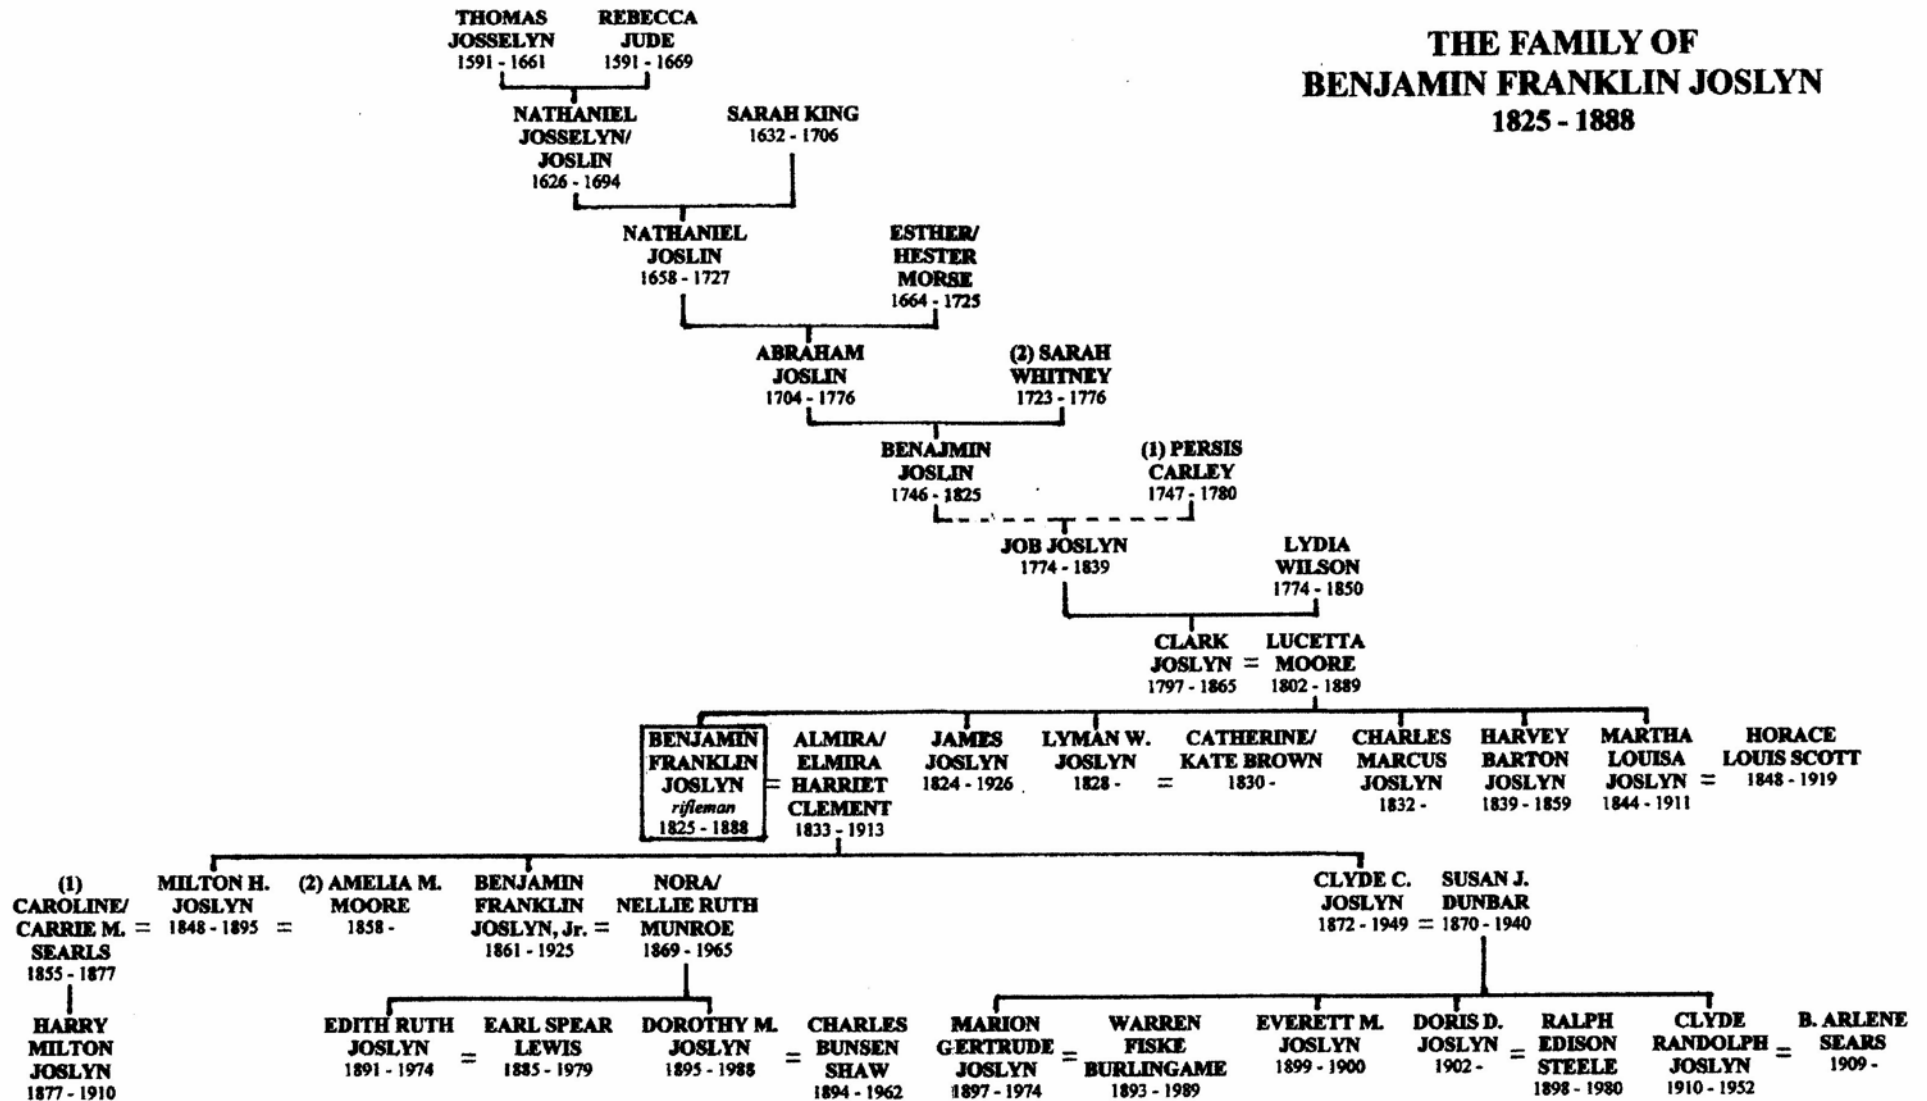 THE FAMILY OF
BENJAMIN FRANKLIN JOSLYN
1825 - 1888
THOMAS
JOSSELYN
1591 - 1661
REBECCA
JUDE
1591 - 1669
NATHANIEL
JOSSELYN/
JOSLIN
1626 - 1694
SARAH KING
1632 - 1706
NATHANIEL
JOSLIN
1658 - 1727
ESTHER/
HESTER
MORSE
1664 - 1725
ABRAHAM
JOSLIN
1704 - 1776
(2) SARAH
WHITNEY
1723 - 1776
BENAJMIN
JOSLIN
1746 - 1825
(1) PERSIS
CARLEY
1747 - 1780
JOB JOSLYN
1774 - 1839
LYDIA
WILSON
1774 - 1850
CLARK
JOSLYN =
1797 - 1865
LUCETTA
MOORE
1802 - 1889
BENJAMIN
FRANKLIN
JOSLYN
rifleman
1825 - 1888
=
ALMIRA/
ELMIRA
HARRIET
CLEMENT
1833 - 1913
JAMES
JOSLYN
1824 - 1926
LYMAN W.
JOSLYN
1828 -
=
CATHERINE/
KATE BROWN
1830 -
CHARLES
MARCUS
JOSLYN
1832 -
HARVEY
BARTON
JOSLYN
1839 - 1859
MARTHA
LOUISA
JOSLYN =
1844 - 1911
HORACE
LOUIS SCOTT
1848 - 1919
(1)
CAROLINE/
CARRIE M. =
SEARLS
1855 - 1877
MILTON H.
JOSLYN
1848 - 1895 =
(2) AMELIA M.
MOORE
1858 -
BENJAMIN
FRANKLIN
JOSLYN, Jr. =
1861 - 1925
NORA/
NELLIE RUTH
MUNROE
1869 - 1965
CLYDE C.
JOSLYN
1872 - 1949 =
SUSAN J.
DUNBAR
1870 - 1940
HARRY
MILTON
JOSLYN
1877 - 1910
EDITH RUTH
JOSLYN
1891 - 1974
=
EARL SPEAR
LEWIS
1885 - 1979
DOROTHY M.
JOSLYN
1895 - 1988
=
CHARLES
BUNSEN
SHAW
1894 - 1962
MARION
GERTRUDE =
JOSLYN
1897 - 1974
WARREN
FISKE
BURLINGAME
1893 - 1989
EVERETT M.
JOSLYN
1899 - 1900
DORIS D.
JOSLYN
1902 -
=
RALPH
EDISON
STEELE
1898 - 1980
CLYDE
RANDOLPH =
JOSLYN
1910 - 1952
B. ARLENE
SEARS
1909 -